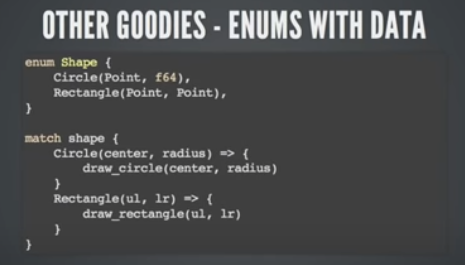 OTHER GOODIES - ENUMS WITH DATA
enum Shape {
    Circle(Point, f64),
    Rectangle(Point, Point),
}
match shape {
    Circle(center, radius) => {
        draw_circle(center, radius)
    }
    Rectangle(ul, lr) => {
        draw_rectangle(ul, lr)
    }
}